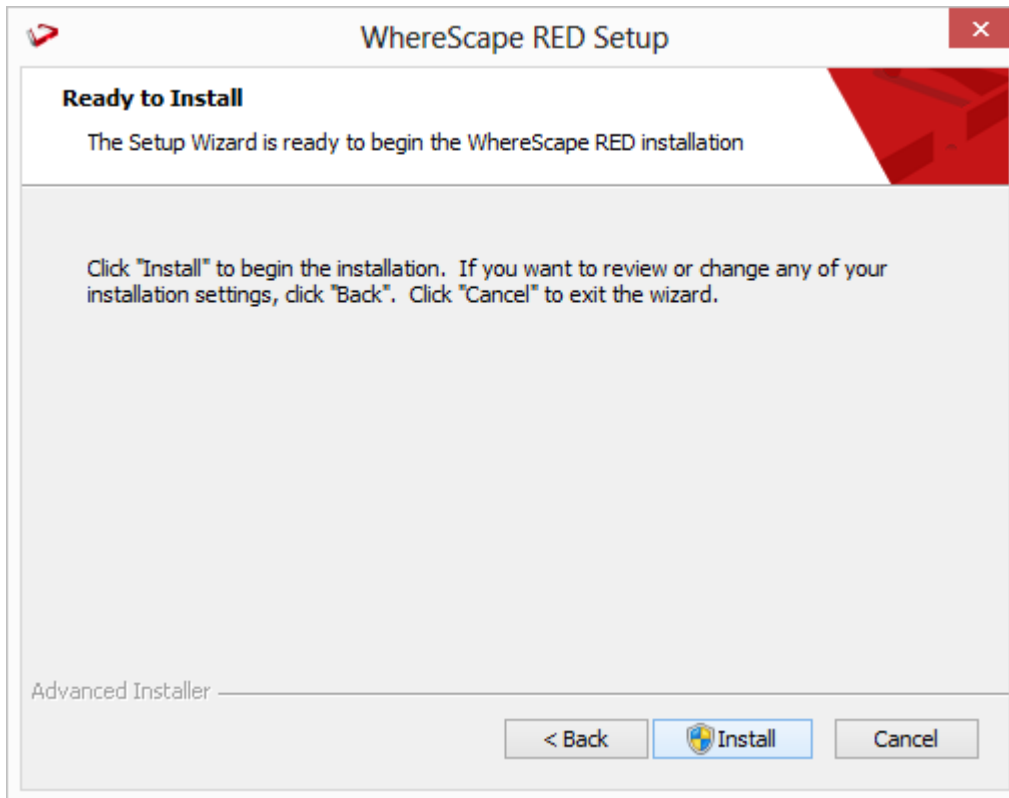 WhereScape RED Setup
Ready to Install
The Setup Wizard is ready to begin the WhereScape RED installation
Click "Install" to begin the installation.  If you want to review or change any of your
installation settings, click "Back".  Click "Cancel" to exit the wizard.
Advanced Installer
< Back Install Cancel